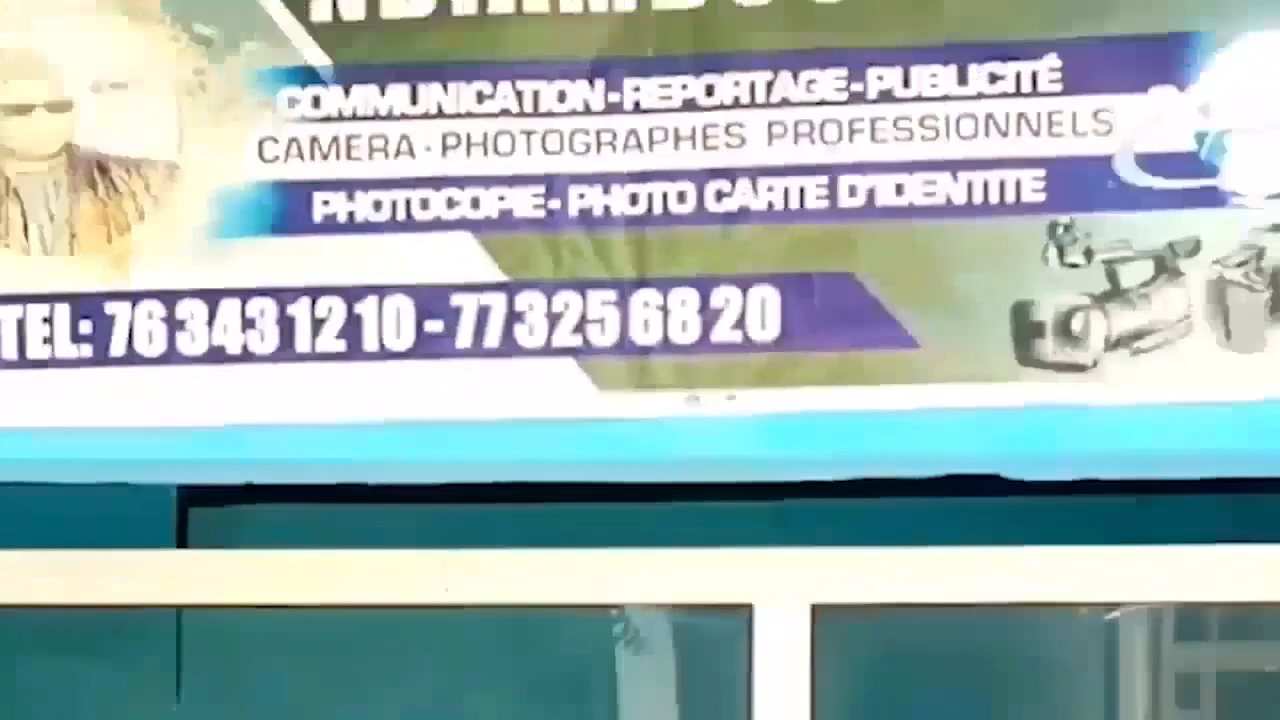 COMMUNICATION-REPORTAGE-PUBLICITÉ
CAMERA-PHOTOGRAPHES PROFESSIONNELS
PHOTOCOPIE-PHOTO CARTE D'IDENTITE
TEL: 76 343 12 10 - 77 325 68 20